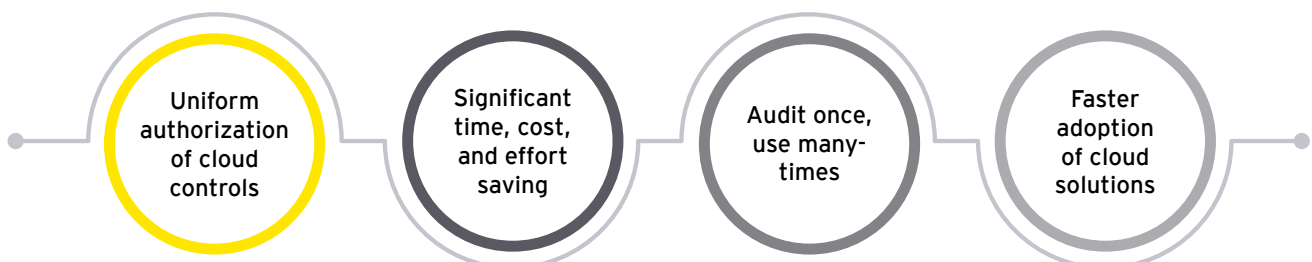 Uniform
authorization
of cloud
controls
Significant
time, cost,
and effort
saving
Audit once,
use many-
times
Faster
adoption
of cloud
solutions